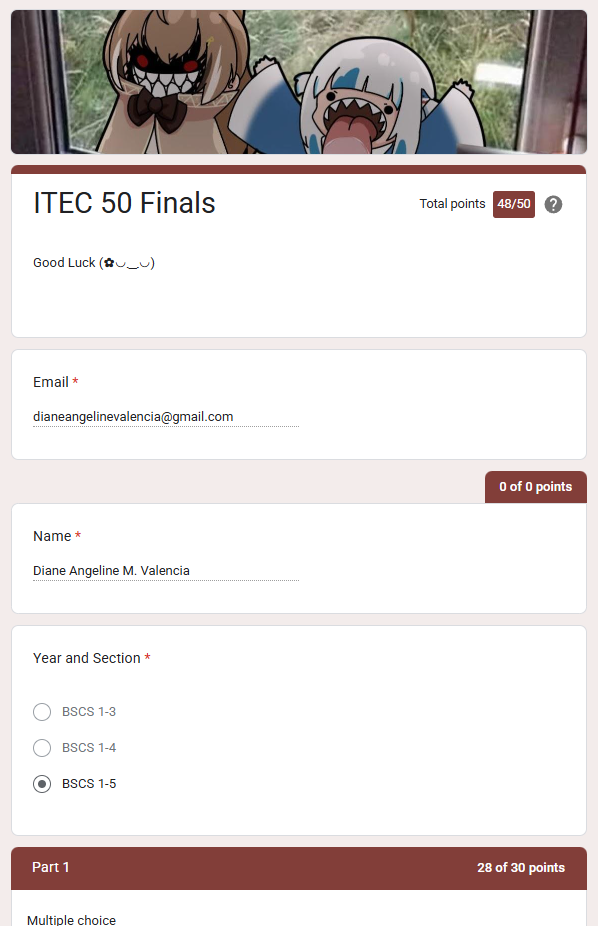 ITEC 50 Finals
Total points 48/50
Good Luck (✿◡‿◡)
Email *
dianeangelinevalencia@gmail.com
0 of 0 points
Name *
Diane Angeline M. Valencia
Year and Section *
BSCS 1-3
BSCS 1-4
BSCS 1-5
Part 1
28 of 30 points
Multiple choice